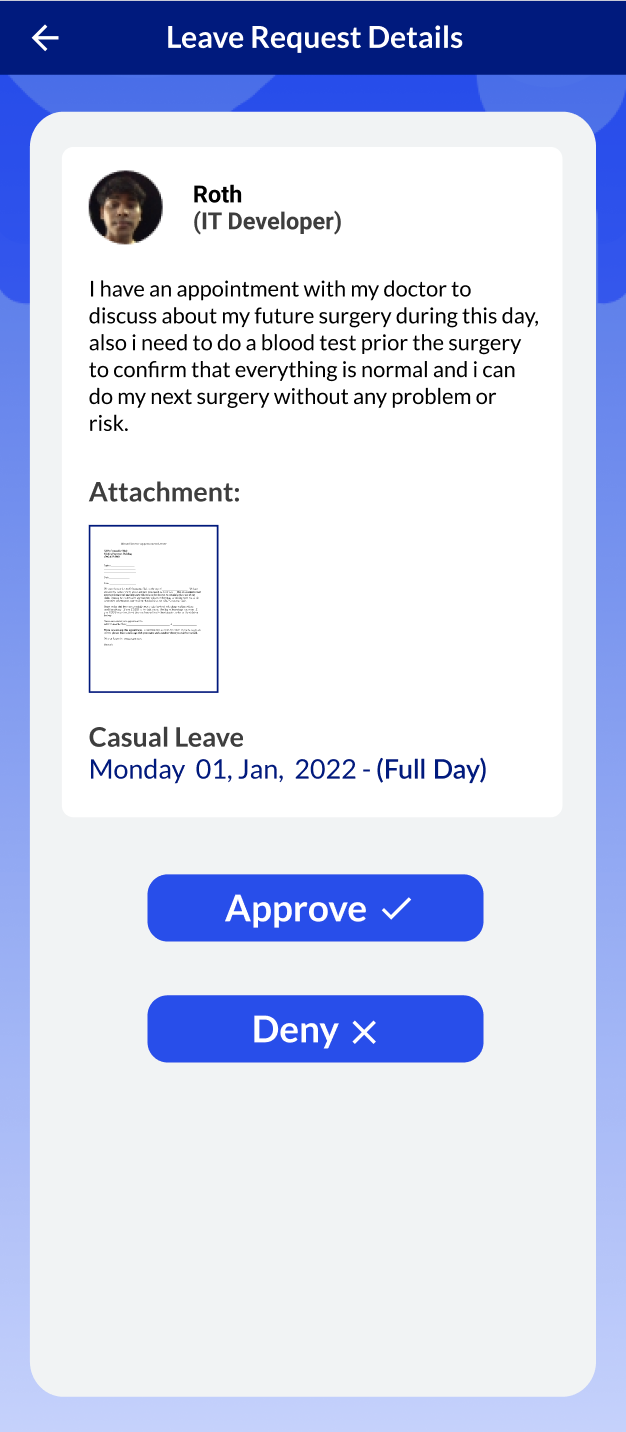 Leave Request Details
Roth
(IT Developer)
I have an appointment with my doctor to
discuss about my future surgery during this day,
also i need to do a blood test prior the surgery
to confirm that everything is normal and i can
do my next surgery without any problem or
risk.
Attachment:
Casual Leave
Monday 01, Jan, 2022 - (Full Day)
Approve
Deny